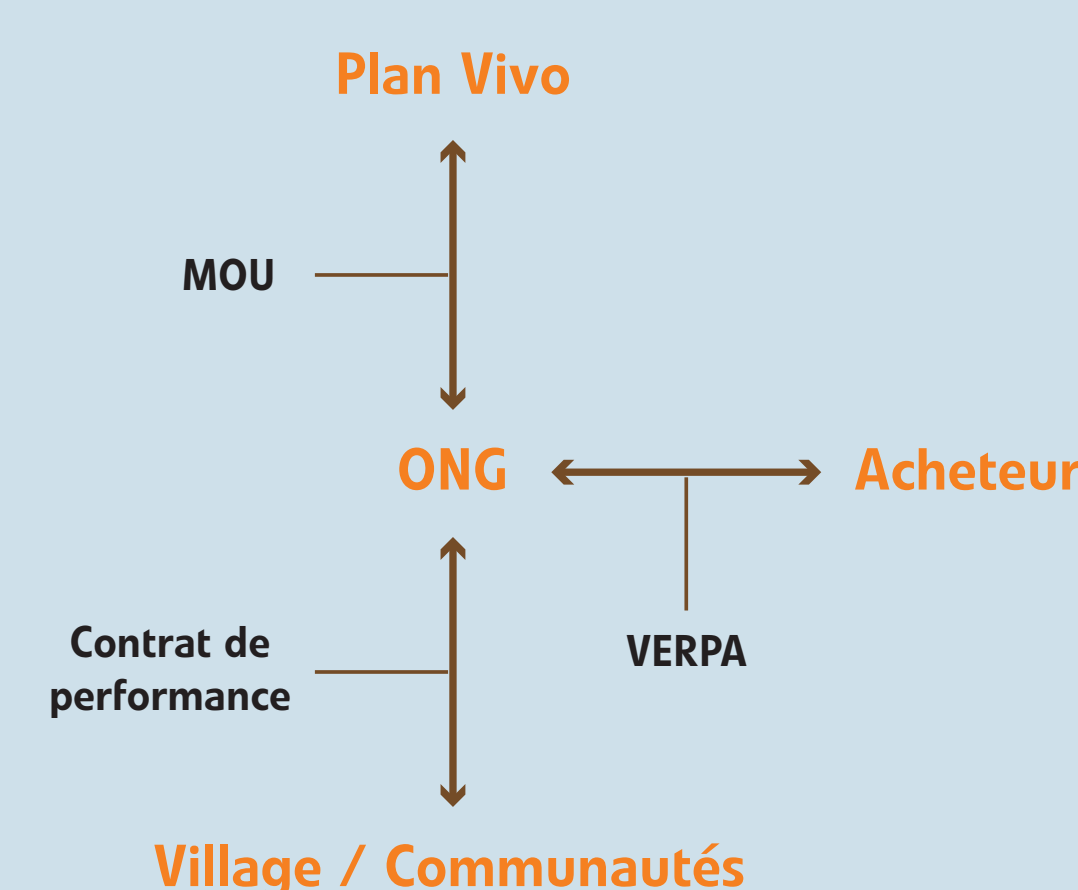 Plan Vivo
MOU
ONG
Acheteur
Contrat de
performance
VERPA
Village / Communautés